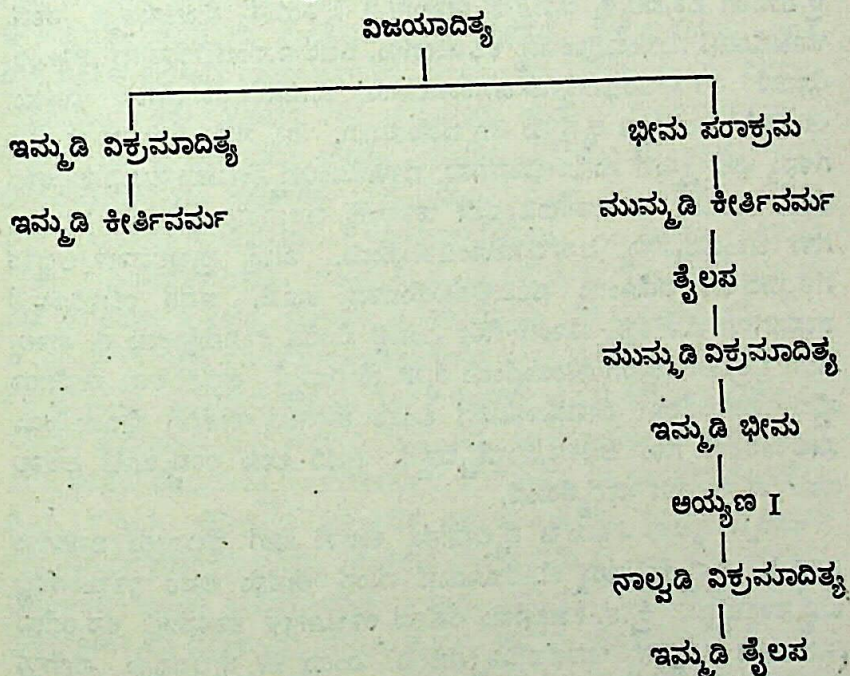 ವಿಜಯಾದಿತ್ಯ
ಇಮ್ಮಡಿ ವಿಕ್ರಮಾದಿತ್ಯ ಭೀಮ ಪರಾಕ್ರಮ
ಇಮ್ಮಡಿ ಕೀರ್ತಿವರ್ಮ ಮುಮ್ಮಡಿ ಕೀರ್ತಿವರ್ಮ
ತೈಲಪ
ಮುಮ್ಮಡಿ ವಿಕ್ರಮಾದಿತ್ಯ
ಇಮ್ಮಡಿ ಭೀಮ
ಅಯ್ಯಣ I
ನಾಲ್ವಡಿ ವಿಕ್ರಮಾದಿತ್ಯ
ಇಮ್ಮಡಿ ತೈಲಪ